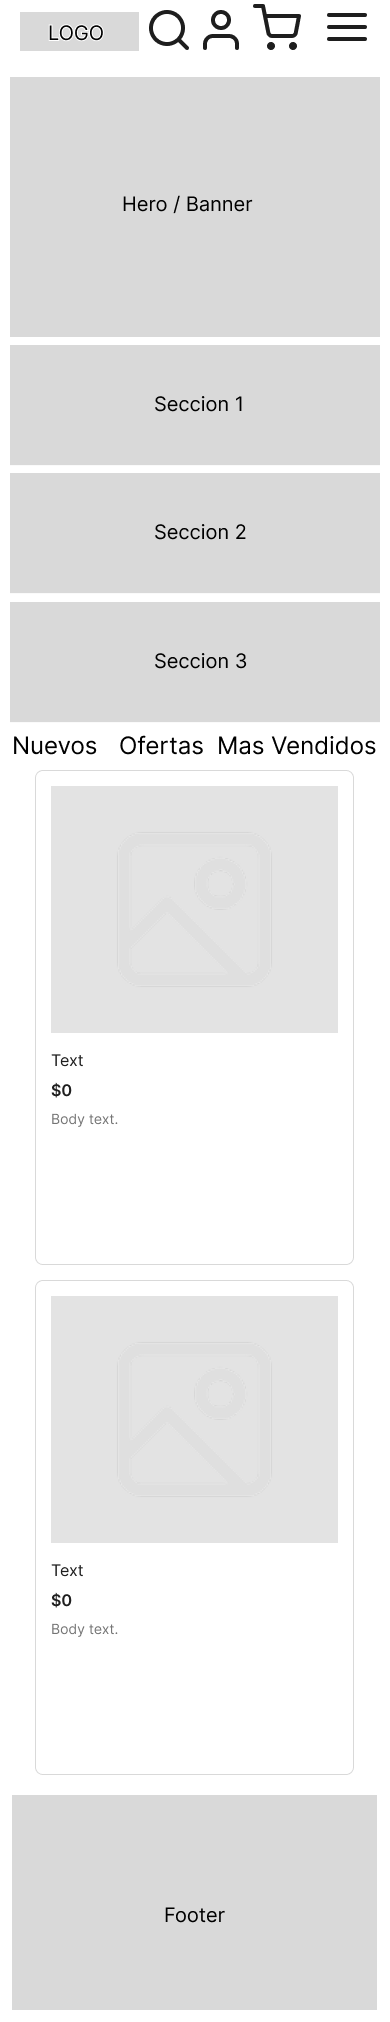 LOGO
Hero / Banner
Seccion 1
Seccion 2
Seccion 3
Nuevos Ofertas Mas Vendidos
Text
$0
Body text.
Text
$0
Body text.
Footer